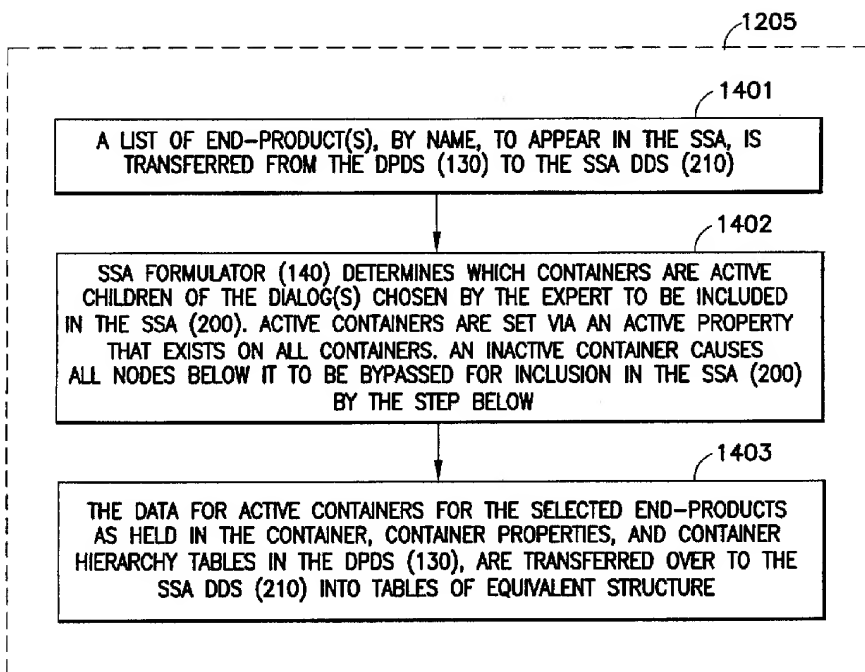 1205
1401
A LIST OF END-PRODUCT(S), BY NAME, TO APPEAR IN THE SSA, IS
TRANSFERRED FROM THE DPDS (130) TO THE SSA DDS (210)
1402
SSA FORMULATOR (140) DETERMINES WHICH CONTAINERS ARE ACTIVE
CHILDREN OF THE DIALOG(S) CHOSEN BY THE EXPERT TO BE INCLUDED
IN THE SSA (200). ACTIVE CONTAINERS ARE SET VIA AN ACTIVE PROPERTY
THAT EXISTS ON ALL CONTAINERS. AN INACTIVE CONTAINER CAUSES
ALL NODES BELOW IT TO BE BYPASSED FOR INCLUSION IN THE SSA (200)
BY THE STEP BELOW
1403
THE DATA FOR ACTIVE CONTAINERS FOR THE SELECTED END-PRODUCTS
AS HELD IN THE CONTAINER, CONTAINER PROPERTIES, AND CONTAINER
HIERARCHY TABLES IN THE DPDS (130), ARE TRANSFERRED OVER TO THE
SSA DDS (210) INTO TABLES OF EQUIVALENT STRUCTURE